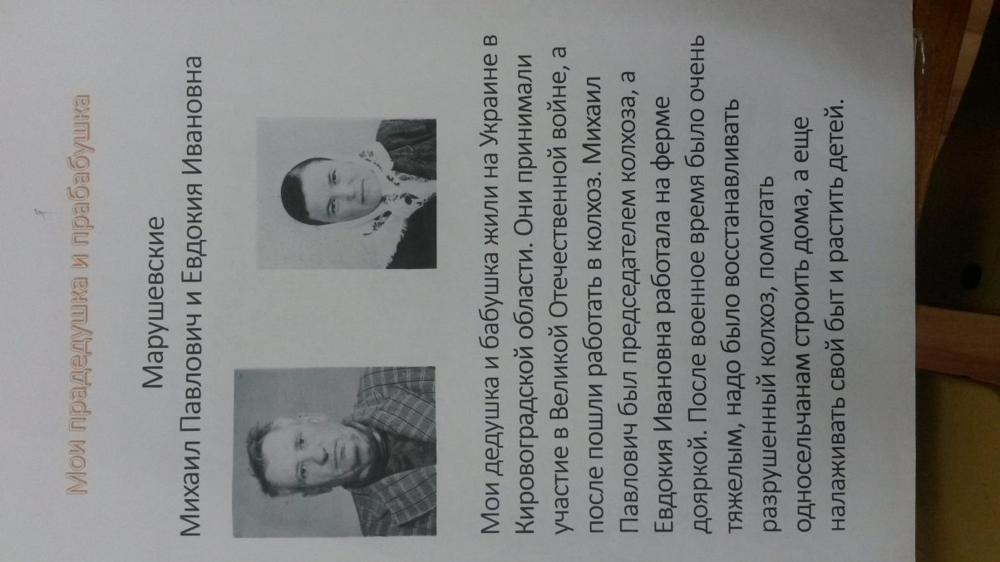 Мои прадедушка и прабабушка
Марушевские
Михаил Павлович и Евдокия Ивановна
Мои дедушка и бабушка жили на Украине в
Кировоградской области. Они принимали
участие в Великой Отечественной войне, а
после пошли работать в колхоз. Михаил
Павлович был председателем колхоза, а
Евдокия Ивановна работала на ферме
дояркой. После военное время было очень
тяжелым, надо было восстанавливать
разрушенный колхоз, помогать
односельчанам строить дома, а еще
налаживать свой быт и растить детей.